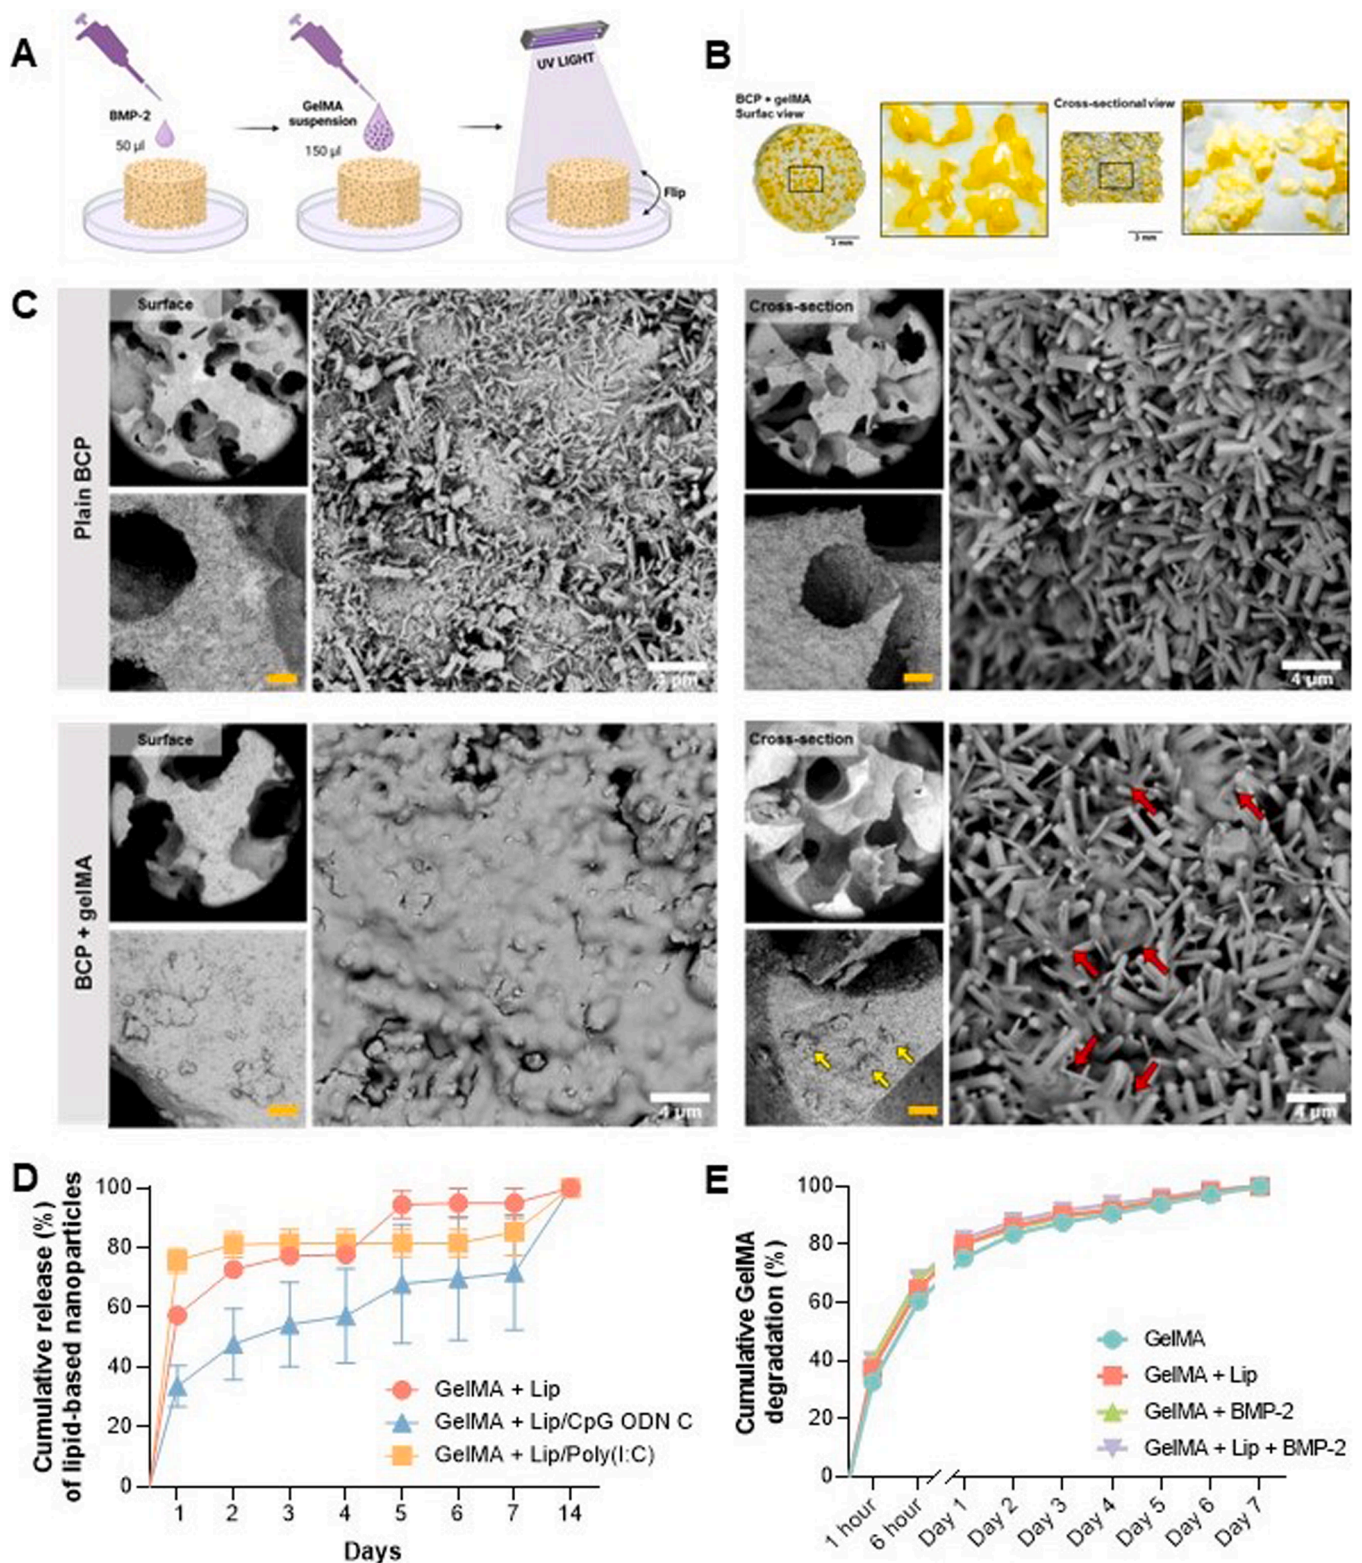 A
BMP-2
50 µl
GelMA
suspension
150 µl
UV LIGHT
Flip
B
BCP + gelMA
Surfac view
2 mm
Cross-sectional view
3 mm
C
Plain BCP
Surface
4 µm
Cross-section
4 µm
BCP + gelMA
Surface
4 µm
Cross-section
4 µm
D
Cumulative release (%)
of lipid-based nanoparticles
100
80
60
40
20
0
1 2 3 4 5 6 7 14
Days
GelMA + Lip
GelMA + Lip/CpG ODN C
GelMA + Lip/Poly(I:C)
E
Cumulative GelMA
degradation (%)
100
80
60
40
20
0
1 hour
6 hour
Day 1
Day 2
Day 3
Day 4
Day 5
Day 6
Day 7
GelMA
GelMA + Lip
GelMA + BMP-2
GelMA + Lip + BMP-2